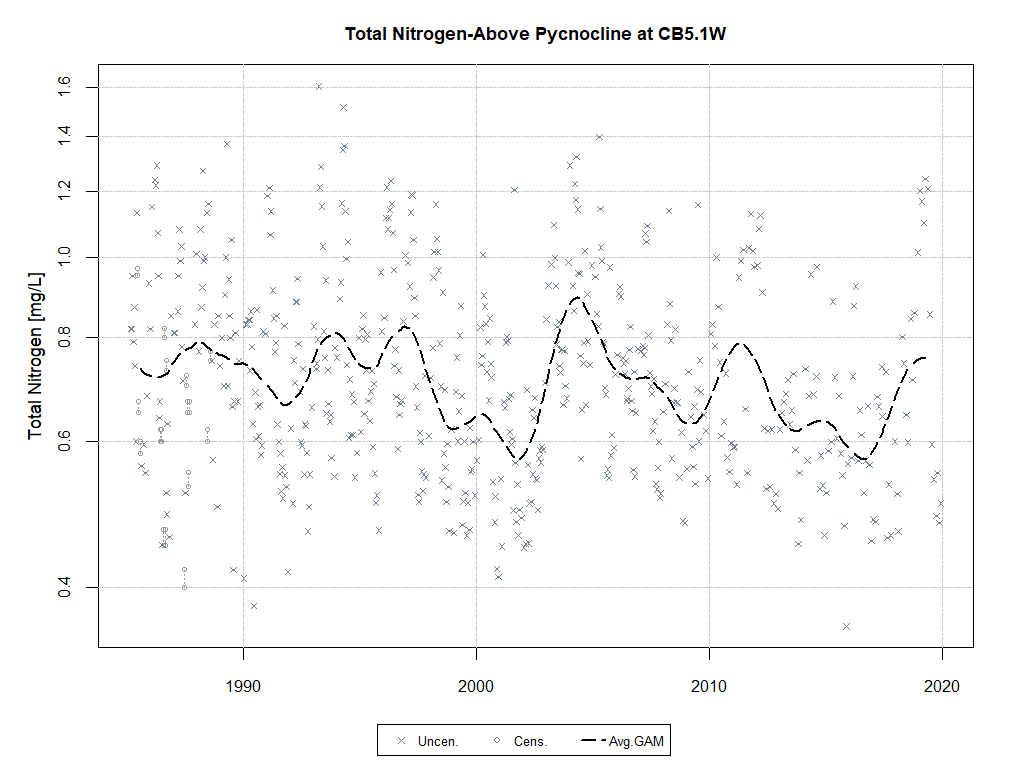 Total Nitrogen-Above Pycnocline at CB5.1W
Total Nitrogen [mg/L]
1.6
1.4
1.2
1.0
0.8
0.6
0.4
1990 2000 2010 2020
Uncen. Cens. Avg.GAM